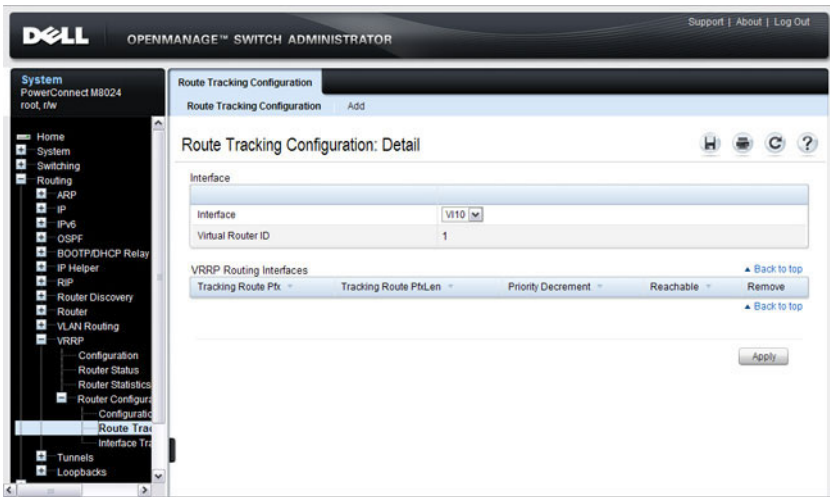 Support | About | Log Out
DELL OPENMANAGE™ SWITCH ADMINISTRATOR
System
PowerConnect M8024
root, r/w
Home
System
Switching
Routing
ARP
IP
IPv6
OSPF
BOOTP/DHCP Relay
IP Helper
RIP
Router Discovery
Router
VLAN Routing
VRRP
Configuration
Router Status
Router Statistics
Router Configura
Configuratio
Route Trac
Interface Tra
Tunnels
Loopbacks
Route Tracking Configuration
Route Tracking Configuration Add
Route Tracking Configuration: Detail
Interface
Interface Vl10
Virtual Router ID 1
VRRP Routing Interfaces
Back to top
Tracking Route Pfx Tracking Route PfxLen Priority Decrement Reachable Remove
Back to top
Apply